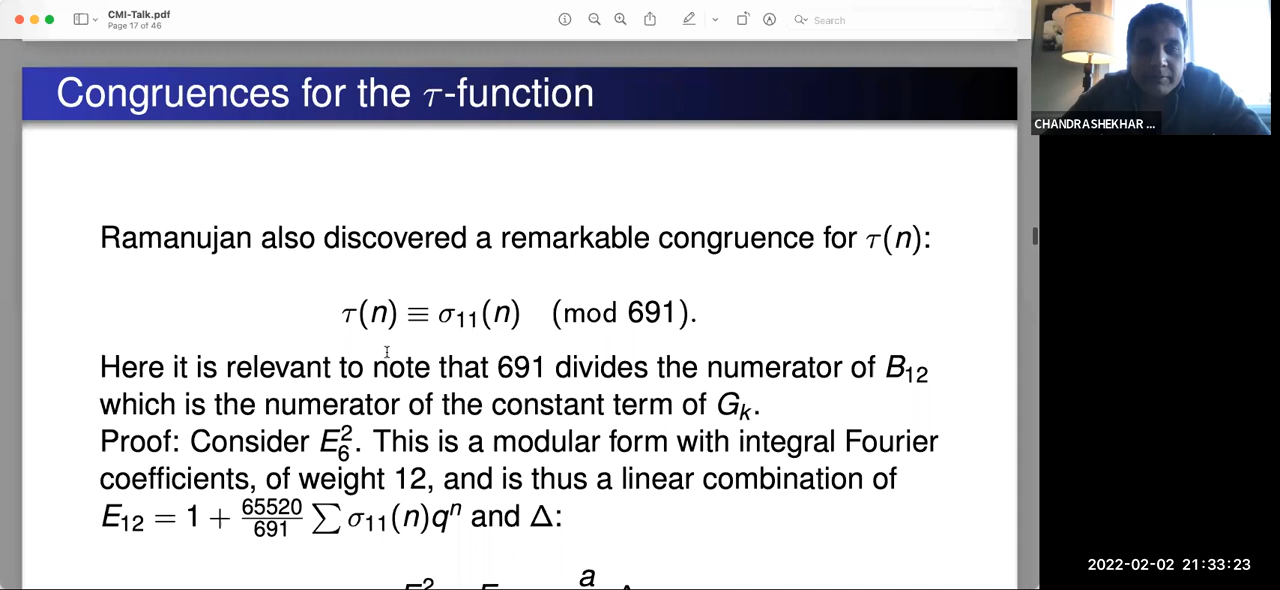 CMI-Talk.pdf
Page 17 of 46
Search
Congruences for the τ-function
Ramanujan also discovered a remarkable congruence for τ(n):
τ(n) ≡ σ₁₁(n) (mod 691).
Here it is relevant to note that 691 divides the numerator of B₁₂
which is the numerator of the constant term of Gₖ.
Proof: Consider E₆². This is a modular form with integral Fourier
coefficients, of weight 12, and is thus a linear combination of
E₁₂ = 1 + 65520/691 ∑ σ₁₁(n)qⁿ and Δ:
a
CHANDRASHEKHAR ...
2022-02-02 21:33:23